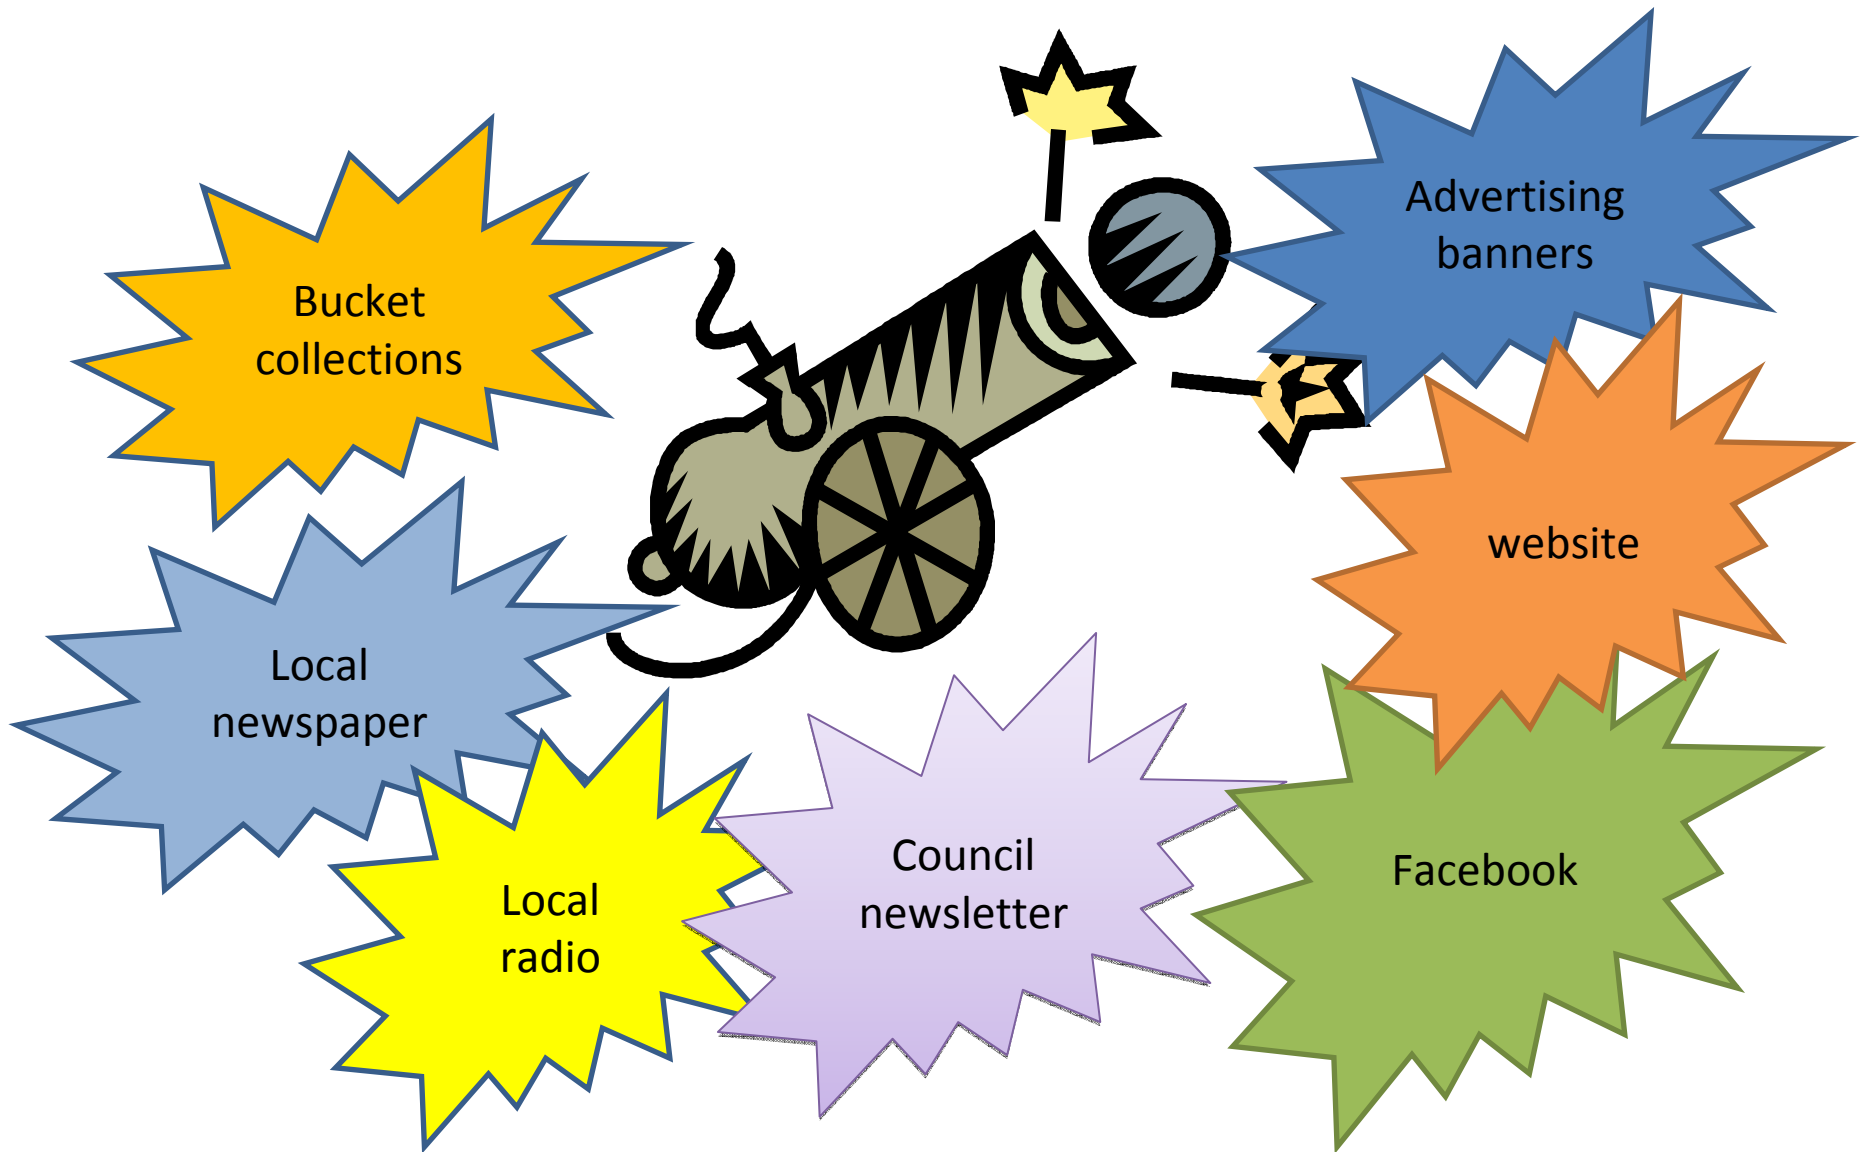 Advertising
banners
Bucket
collections
website
Local
newspaper
Council
newsletter
Facebook
Local
radio